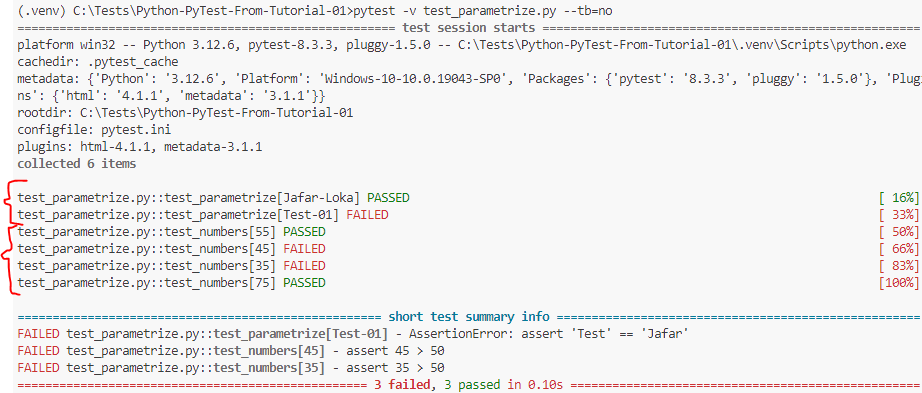 (.venv) C:\Tests\Python-PyTest-From-Tutorial-01>pytest -v test_parametrize.py --tb=no
================================================= test session starts =================================================
platform win32 -- Python 3.12.6, pytest-8.3.3, pluggy-1.5.0 -- C:\Tests\Python-PyTest-From-Tutorial-01\.venv\Scripts\python.exe
cachedir: .pytest_cache
metadata: {'Python': '3.12.6', 'Platform': 'Windows-10-10.0.19043-SP0', 'Packages': {'pytest': '8.3.3', 'pluggy': '1.5.0'}, 'Plugi
ns': {'html': '4.1.1', 'metadata': '3.1.1'}}
rootdir: C:\Tests\Python-PyTest-From-Tutorial-01
configfile: pytest.ini
plugins: html-4.1.1, metadata-3.1.1
collected 6 items
test_parametrize.py::test_parametrize[Jafar-Loka] PASSED [ 16%]
test_parametrize.py::test_parametrize[Test-01] FAILED [ 33%]
test_parametrize.py::test_numbers[55] PASSED [ 50%]
test_parametrize.py::test_numbers[45] FAILED [ 66%]
test_parametrize.py::test_numbers[35] FAILED [ 83%]
test_parametrize.py::test_numbers[75] PASSED [100%]
=============================================== short test summary info ===============================================
FAILED test_parametrize.py::test_parametrize[Test-01] - AssertionError: assert 'Test' == 'Jafar'
FAILED test_parametrize.py::test_numbers[45] - assert 45 > 50
FAILED test_parametrize.py::test_numbers[35] - assert 35 > 50
============================================= 3 failed, 3 passed in 0.10s =============================================